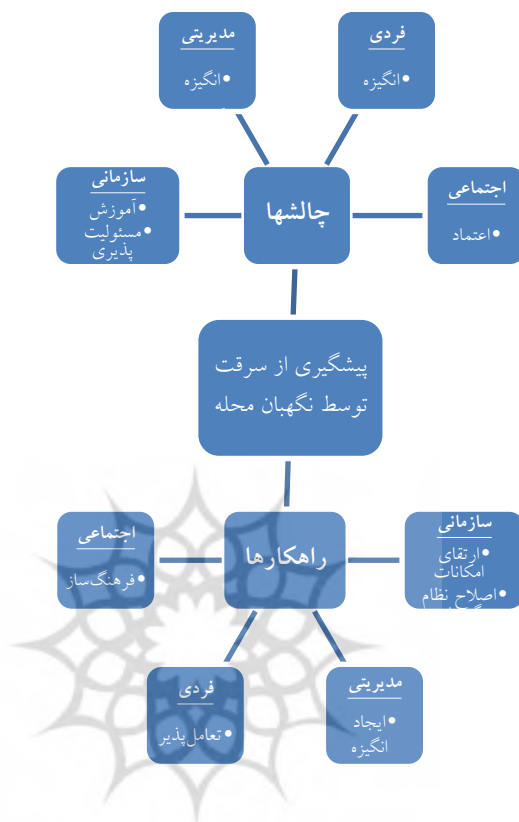 مدیریتی
•انگیزه
فردی
•انگیزه
سازمانی
•آموزش
•مسئولیت
پذیری
چالشها
اجتماعی
•اعتماد
پیشگیری از سرقت
توسط نگهبان محله
اجتماعی
•فرهنگ‌ساز
راهکارها
سازمانی
•ارتقای
امکانات
•اصلاح نظام
فردی
•تعامل‌پذیر
مدیریتی
•ایجاد
انگیزه